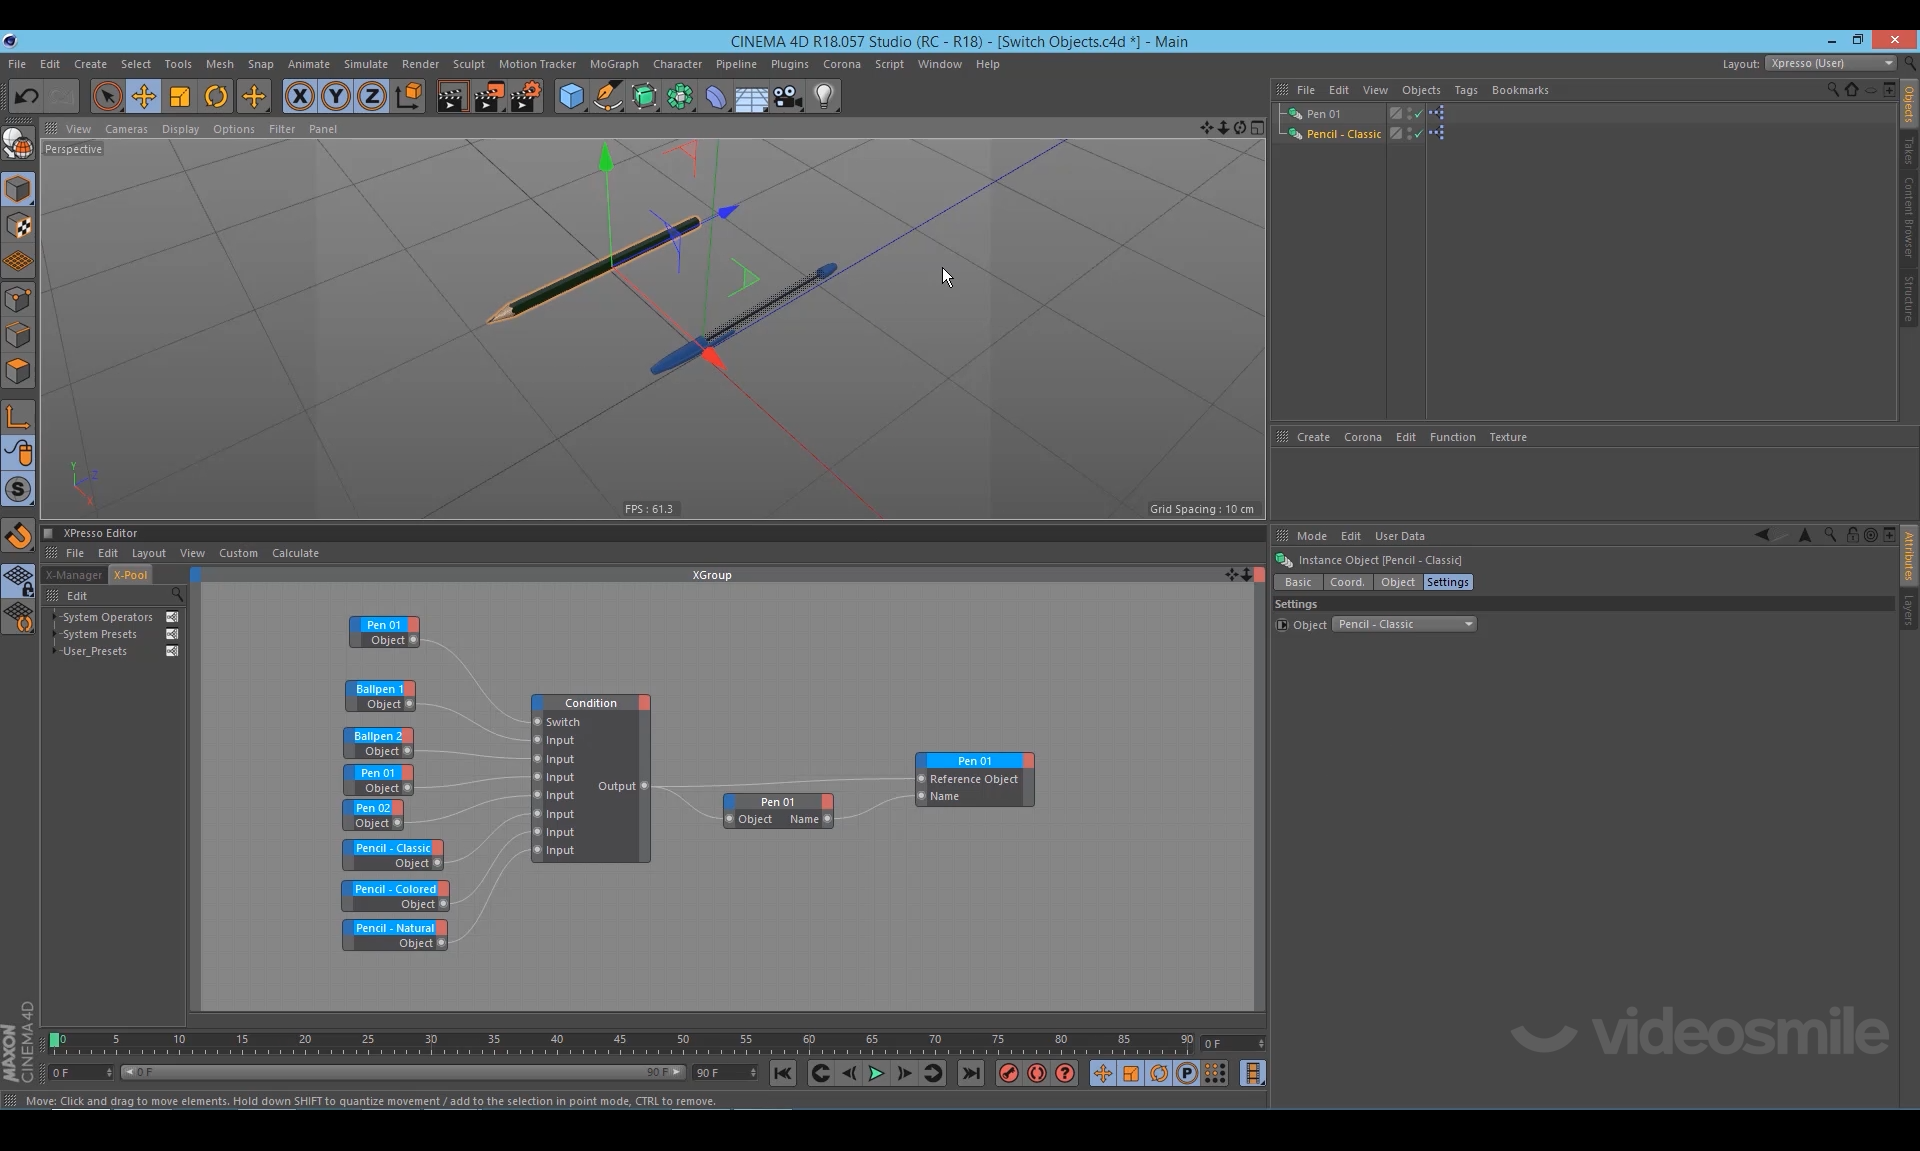 CINEMA 4D R18.057 Studio (RC - R18) - [Switch Objects.c4d *] - Main
File Edit Create Select Tools Mesh Snap Animate Simulate Render Sculpt Motion Tracker MoGraph Character Pipeline Plugins Corona Script Window Help
Layout: Xpresso (User)
X Y Z
File Edit View Objects Tags Bookmarks
Pen 01
Pencil - Classic
Objects
Takes
Content Browser
Structure
View Cameras Display Options Filter Panel
Perspective
Y
Z
X
FPS : 61.3
Grid Spacing : 10 cm
Create Corona Edit Function Texture
S
XPresso Editor
File Edit Layout View Custom Calculate
X-Manager X-Pool
Edit
System Operators
System Presets
User_Presets
XGroup
Pen 01
Object
Ballpen 1
Object
Ballpen 2
Object
Pen 01
Object
Pen 02
Object
Pencil - Classic
Object
Pencil - Colored
Object
Pencil - Natural
Object
Condition
Switch
Input
Input
Input
Input
Input
Input
Input
Output
Pen 01
Object Name
Pen 01
Reference Object
Name
Mode Edit User Data
Instance Object [Pencil - Classic]
Basic Coord. Object Settings
Settings
Object Pencil - Classic
Attributes
Layers
videosmile
0 5 10 15 20 25 30 35 40 45 50 55 60 65 70 75 80 85 90 0 F
0 F 0 F 90 F 90 F
?
P
MAXON
CINEMA 4D
Move: Click and drag to move elements. Hold down SHIFT to quantize movement / add to the selection in point mode, CTRL to remove.